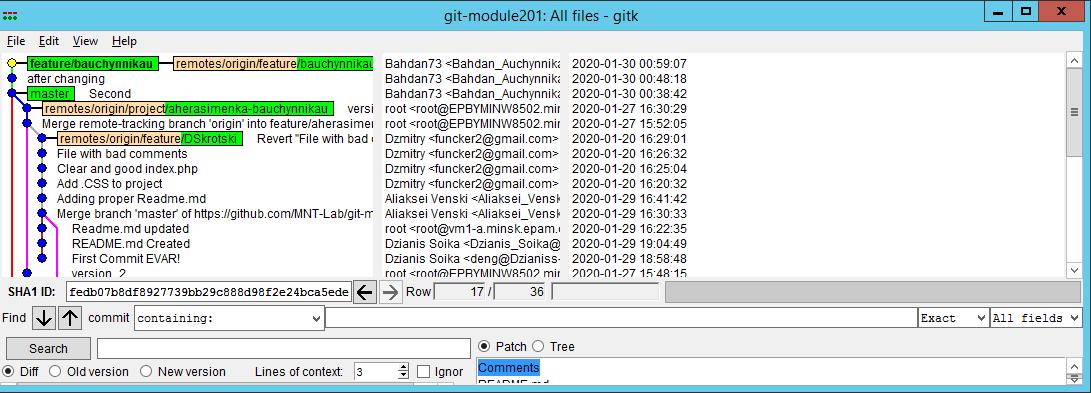 git-module201: All files - gitk
File Edit View Help
feature/bauchynnikau remotes/origin/feature/bauchynnikau Bahdan73 <Bahdan_Auchynnika 2020-01-30 00:59:07
after changing Bahdan73 <Bahdan_Auchynnika 2020-01-30 00:48:18
master Second Bahdan73 <Bahdan_Auchynnika 2020-01-30 00:38:42
remotes/origin/project/aherasimenka-bauchynnikau versi root <root@EPBYMINW8502.min 2020-01-27 16:30:29
Merge remote-tracking branch 'origin' into feature/aherasimen root <root@EPBYMINW8502.min 2020-01-27 15:52:05
remotes/origin/feature/DSkrotski Revert "File with bad c Dzmitry <funcker2@gmail.com> 2020-01-20 16:29:01
File with bad comments Dzmitry <funcker2@gmail.com> 2020-01-20 16:26:32
Clear and good index.php Dzmitry <funcker2@gmail.com> 2020-01-20 16:25:04
Add .CSS to project Dzmitry <funcker2@gmail.com> 2020-01-20 16:20:32
Adding proper Readme.md Aliaksei Venski <Aliaksei_Vensk 2020-01-29 16:41:42
Merge branch 'master' of https://github.com/MNT-Lab/git-m Aliaksei Venski <Aliaksei_Vensk 2020-01-29 16:30:33
Readme.md updated root <root@vm1-a.minsk.epam.c 2020-01-29 16:22:35
README.md Created Dzianis Soika <Dzianis_Soika@ 2020-01-29 19:04:49
First Commit EVAR! Dzianis Soika <deng@Dzianiss- 2020-01-29 18:58:48
version 2 root <root@EPBYMINW8502.min 2020-01-27 15:48:15
SHA1 ID: fedb07b8df8927739bb29c888d98f2e24bca5ede Row 17 / 36
Find commit containing: Exact All fields
Search Patch Tree
Diff Old version New version Lines of context: 3 Ignor
Comments
README.md